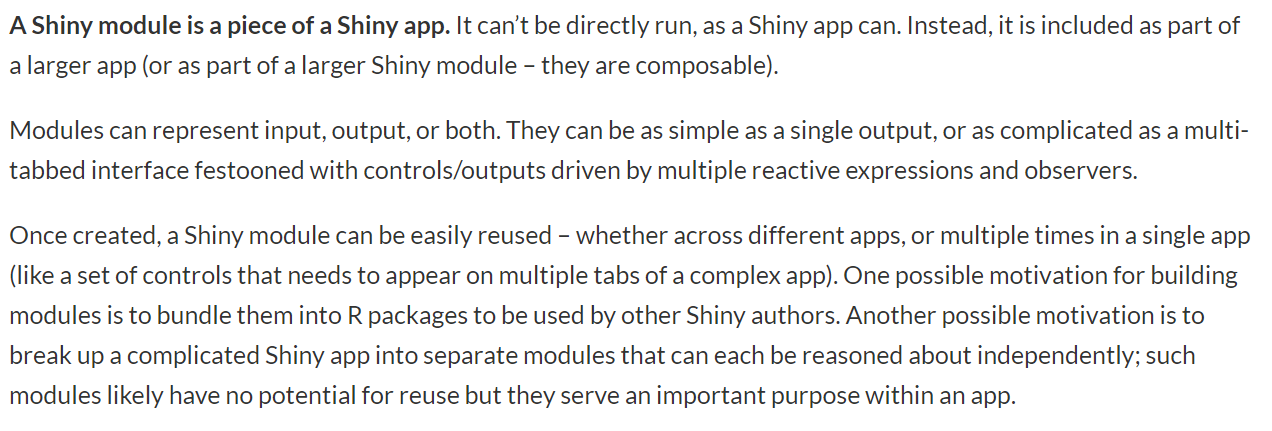 A Shiny module is a piece of a Shiny app. It can’t be directly run, as a Shiny app can. Instead, it is included as part of
a larger app (or as part of a larger Shiny module – they are composable).
Modules can represent input, output, or both. They can be as simple as a single output, or as complicated as a multi-
tabbed interface festooned with controls/outputs driven by multiple reactive expressions and observers.
Once created, a Shiny module can be easily reused – whether across different apps, or multiple times in a single app
(like a set of controls that needs to appear on multiple tabs of a complex app). One possible motivation for building
modules is to bundle them into R packages to be used by other Shiny authors. Another possible motivation is to
break up a complicated Shiny app into separate modules that can each be reasoned about independently; such
modules likely have no potential for reuse but they serve an important purpose within an app.